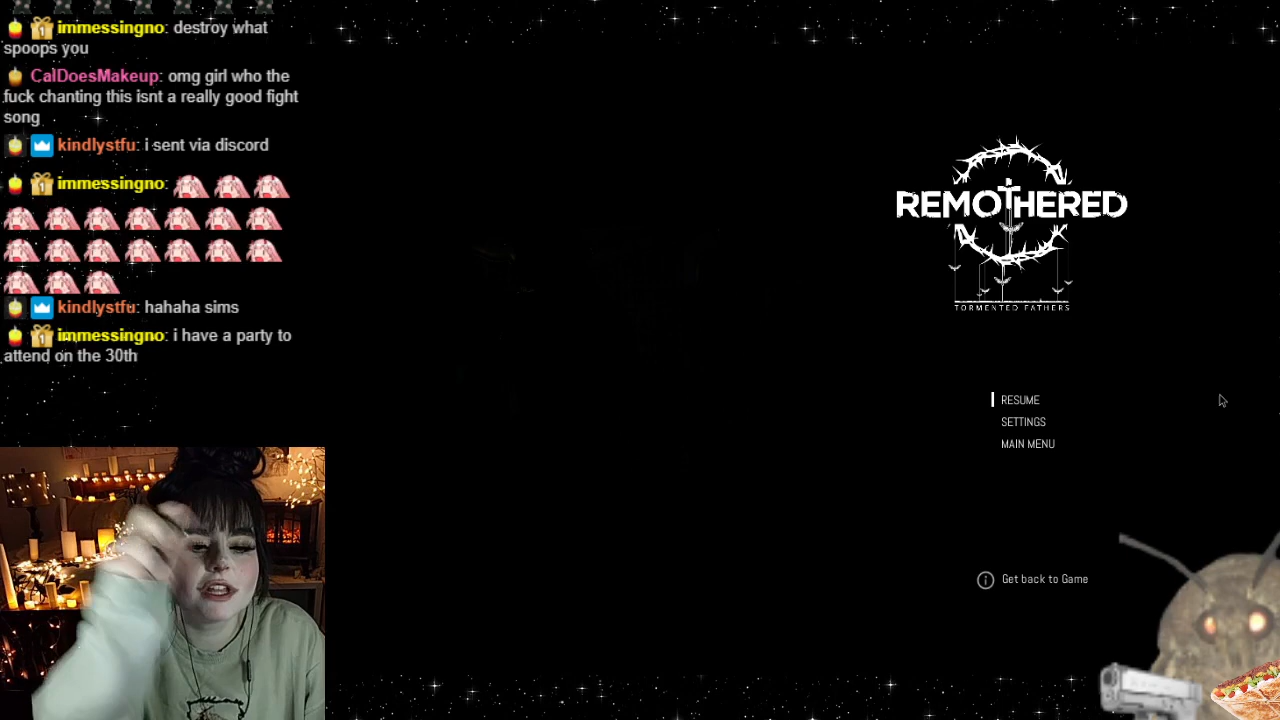 immessingno: destroy what
spoops you
CalDoesMakeup: omg girl who the
fuck chanting this isnt a really good fight
song
kindlystfu: i sent via discord
immessingno:
kindlystfu: hahaha sims
immessingno: i have a party to
attend on the 30th
REMOTHERED
TORMENTED FATHERS
RESUME
SETTINGS
MAIN MENU
Get back to Game